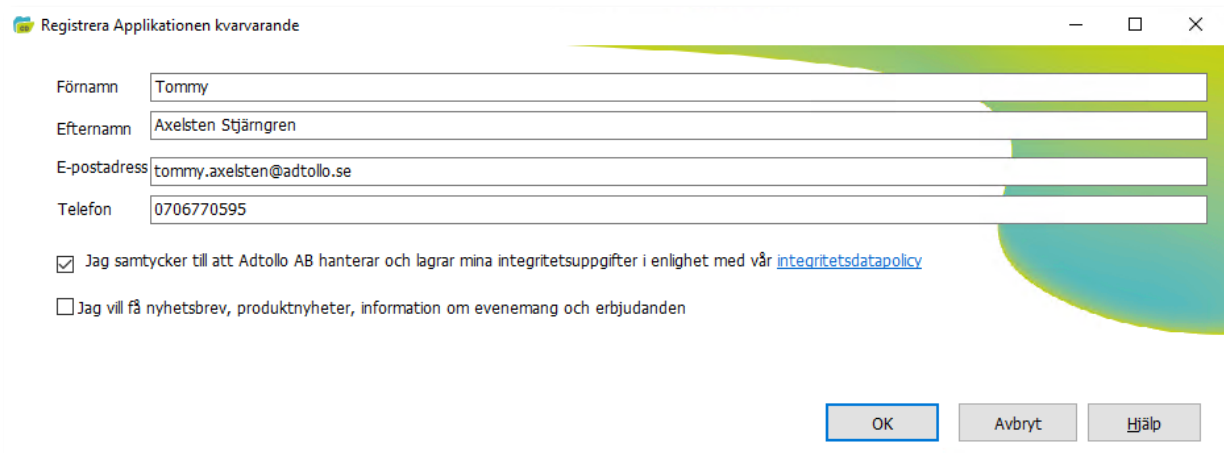 Registrera Applikationen kvarvarande
Förnamn Tommy
Efternamn Axelsten Stjärngren
E-postadress tommy.axelsten@adtollo.se
Telefon 0706770595
Jag samtycker till att Adtollo AB hanterar och lagrar mina integritetsuppgifter i enlighet med vår integritetsdatapolicy
Jag vill få nyhetsbrev, produktnyheter, information om evenemang och erbjudanden
OK Avbryt Hjälp